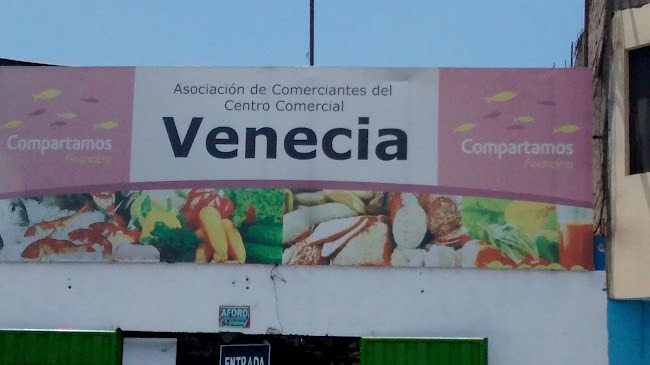 Asociación de Comerciantes del
Centro Comercial
Venecia
Compartamos
Financiera
Compartamos
Financiera
AFORO
ENTRADA